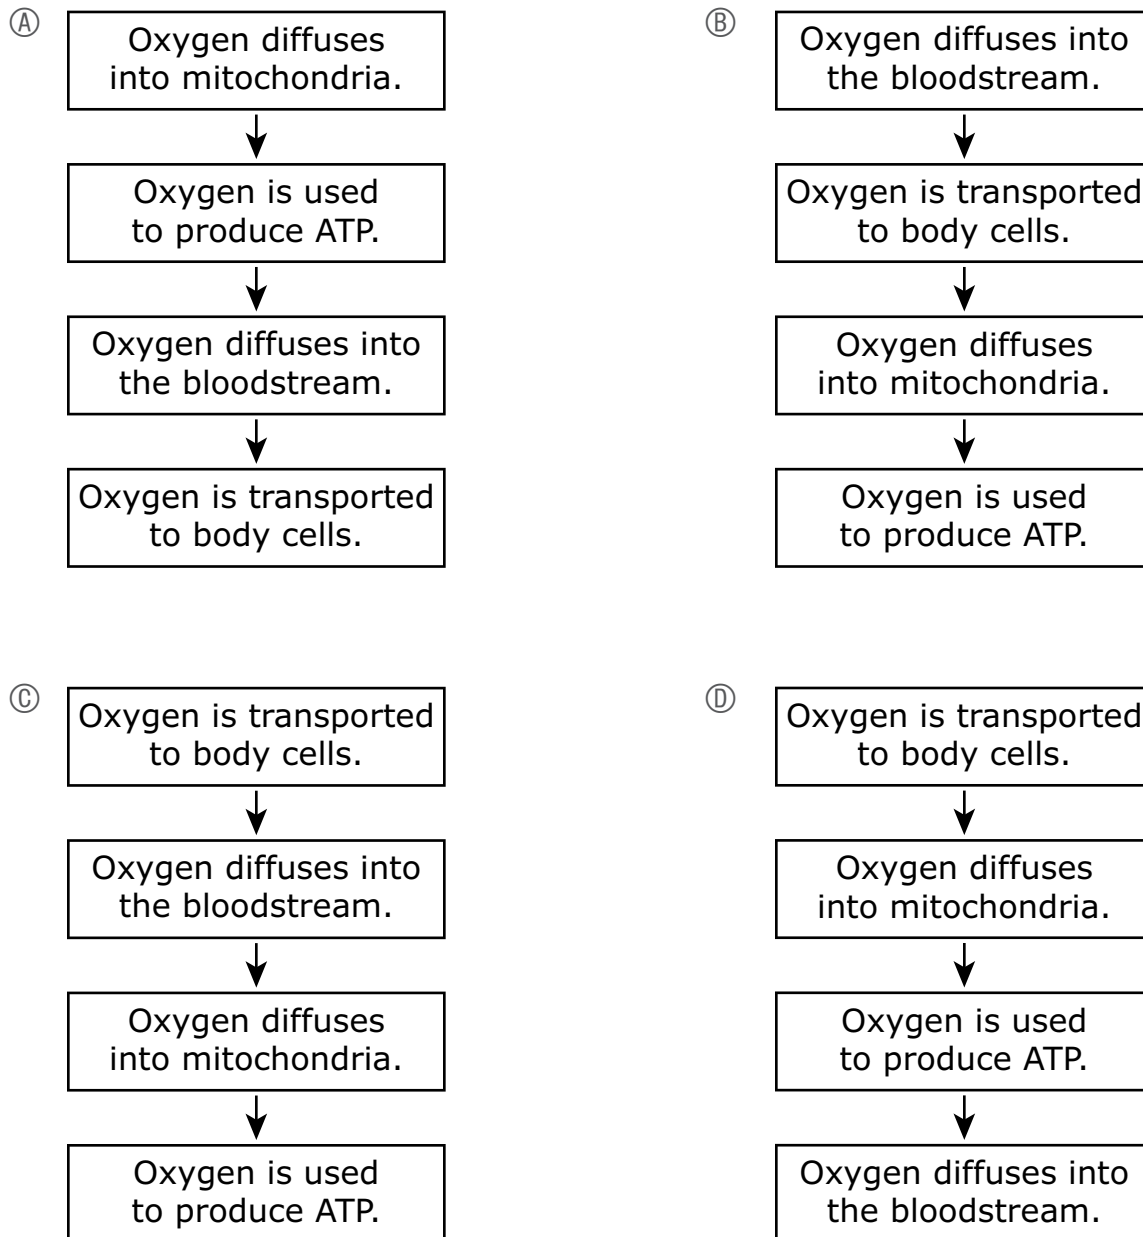 Ⓐ
Oxygen diffuses
into mitochondria.
Oxygen is used
to produce ATP.
Oxygen diffuses into
the bloodstream.
Oxygen is transported
to body cells.
Ⓑ
Oxygen diffuses into
the bloodstream.
Oxygen is transported
to body cells.
Oxygen diffuses
into mitochondria.
Oxygen is used
to produce ATP.
Ⓒ
Oxygen is transported
to body cells.
Oxygen diffuses into
the bloodstream.
Oxygen diffuses
into mitochondria.
Oxygen is used
to produce ATP.
Ⓓ
Oxygen is transported
to body cells.
Oxygen diffuses
into mitochondria.
Oxygen is used
to produce ATP.
Oxygen diffuses into
the bloodstream.